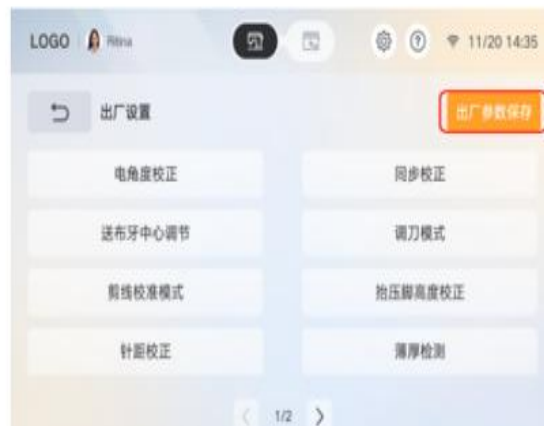 LOGO Ritina 11/20 14:35
出厂设置 出厂参数保存
电角度校正 同步校正
送布牙中心调节 调刀模式
剪线校准模式 抬压脚高度校正
针距校正 薄厚检测
1/2